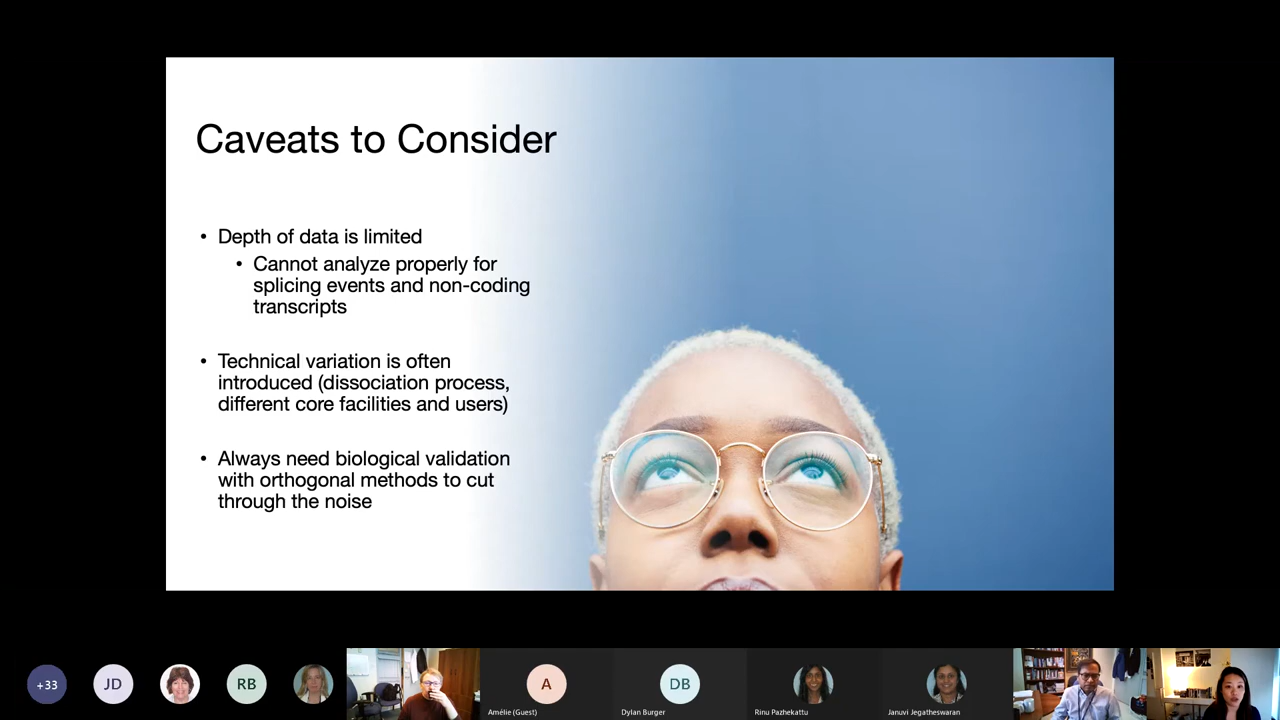 Caveats to Consider
• Depth of data is limited
• Cannot analyze properly for
splicing events and non-coding
transcripts
• Technical variation is often
introduced (dissociation process,
different core facilities and users)
• Always need biological validation
with orthogonal methods to cut
through the noise
+33
JD
RB
A
Amélie (Guest)
DB
Dylan Burger
Rinu Pazhekattu
Januvi Jegatheswaran